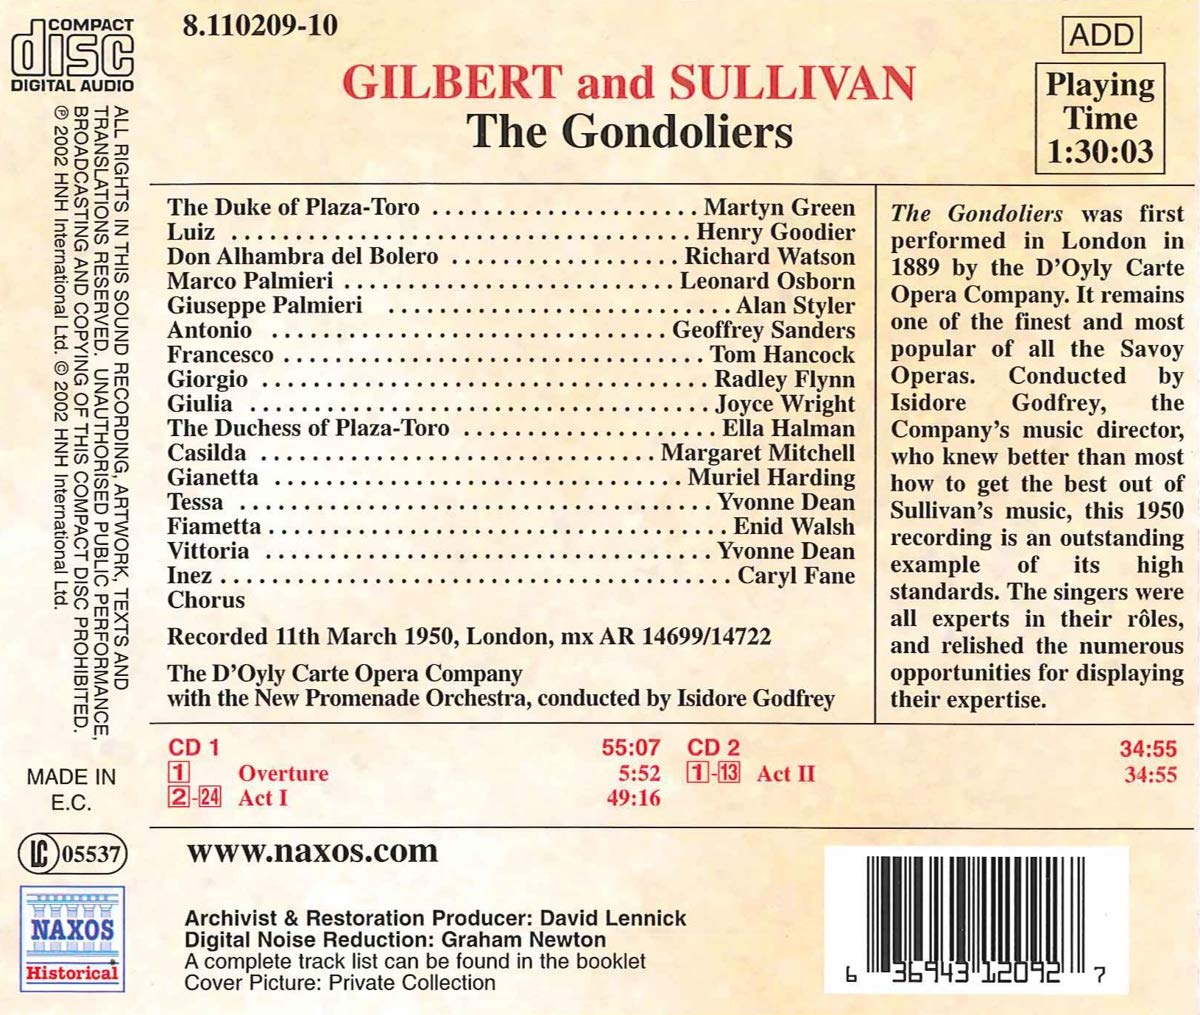 COMPACT
disc
DIGITAL AUDIO
8.110209-10
ADD
GILBERT and SULLIVAN
The Gondoliers
Playing
Time
1:30:03
ALL RIGHTS IN THIS SOUND RECORDING, ARTWORK, TEXTS AND
TRANSLATIONS RESERVED. UNAUTHORISED PUBLIC PERFORMANCE,
BROADCASTING AND COPYING OF THIS COMPACT DISC PROHIBITED.
℗ 2002 HNH International Ltd. © 2002 HNH International Ltd.
The Duke of Plaza-Toro ..................... Martyn Green
Luiz .................................... Henry Goodier
Don Alhambra del Bolero .................. Richard Watson
Marco Palmieri .......................... Leonard Osborn
Giuseppe Palmieri ........................... Alan Styler
Antonio ............................... Geoffrey Sanders
Francesco ................................. Tom Hancock
Giorgio ................................... Radley Flynn
Giulia .................................... Joyce Wright
The Duchess of Plaza-Toro .................... Ella Halman
Casilda ................................. Margaret Mitchell
Gianetta ................................ Muriel Harding
Tessa ..................................... Yvonne Dean
Fiametta .................................... Enid Walsh
Vittoria ................................... Yvonne Dean
Inez ........................................ Caryl Fane
Chorus
Recorded 11th March 1950, London, mx AR 14699/14722
The D'Oyly Carte Opera Company
with the New Promenade Orchestra, conducted by Isidore Godfrey
The Gondoliers was first
performed in London in
1889 by the D'Oyly Carte
Opera Company. It remains
one of the finest and most
popular of all the Savoy
Operas. Conducted by
Isidore Godfrey, the
Company's music director,
who knew better than most
how to get the best out of
Sullivan's music, this 1950
recording is an outstanding
example of its high
standards. The singers were
all experts in their rôles,
and relished the numerous
opportunities for displaying
their expertise.
CD 1 55:07
1 Overture 5:52
2-24 Act I 49:16
CD 2 34:55
1-13 Act II 34:55
MADE IN
E.C.
LC 05537
NAXOS
Historical
www.naxos.com
Archivist & Restoration Producer: David Lennick
Digital Noise Reduction: Graham Newton
A complete track list can be found in the booklet
Cover Picture: Private Collection
6 36943 12092 7